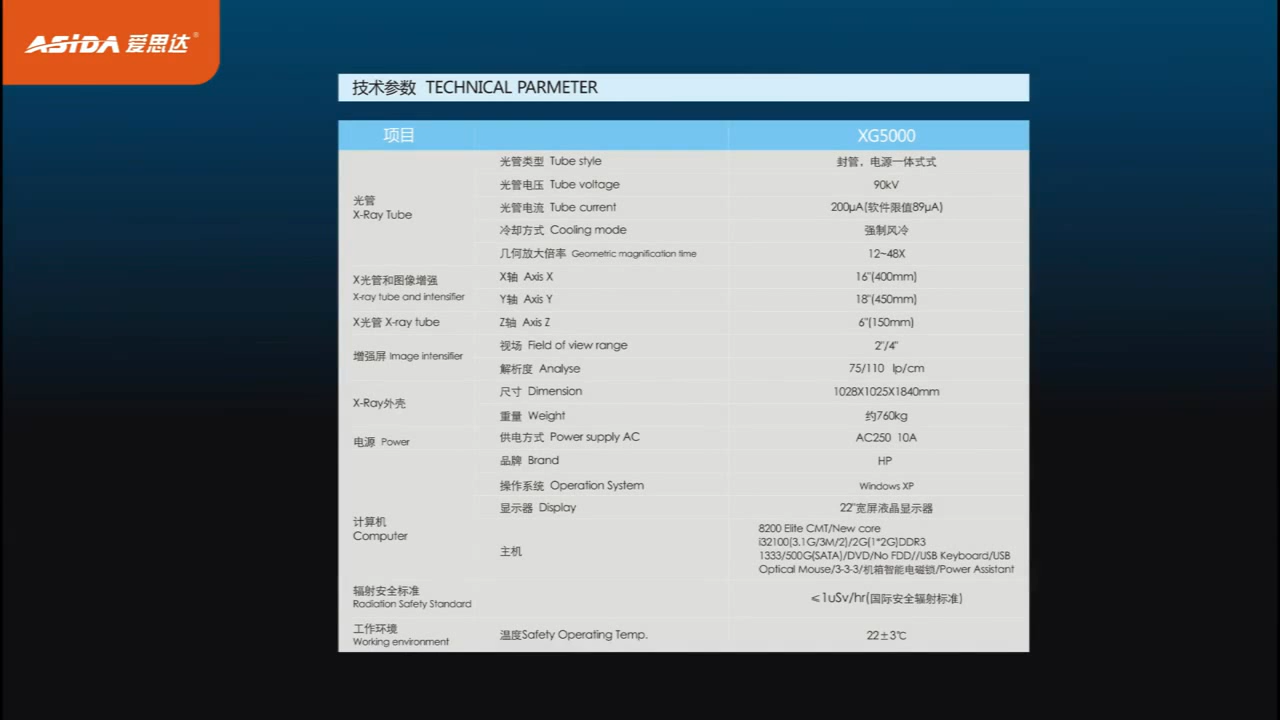 ASIDA 爱思达®
技术参数 TECHNICAL PARMETER
项目 XG5000
光管
X-Ray Tube
光管类型 Tube style 封管，电源一体式式
光管电压 Tube voltage 90kV
光管电流 Tube current 200μA(软件限值89μA)
冷却方式 Cooling mode 强制风冷
几何放大倍率 Geometric magnification time 12~48X
X光管和图像增强
X-ray tube and intensifier
X轴 Axis X 16"(400mm)
Y轴 Axis Y 18"(450mm)
X光管 X-ray tube Z轴 Axis Z 6"(150mm)
增强屏 Image intensifier
视场 Field of view range 2"/4"
解析度 Analyse 75/110 lp/cm
X-Ray外壳
尺寸 Dimension 1028X1025X1840mm
重量 Weight 约760kg
电源 Power 供电方式 Power supply AC AC250 10A
计算机
Computer
品牌 Brand HP
操作系统 Operation System Windows XP
显示器 Display 22"宽屏液晶显示器
主机
8200 Elite CMT/New core
i32100(3.1G/3M/2)/2G(1*2G)DDR3
1333/500G(SATA)/DVD/No FDD//USB Keyboard/USB
Optical Mouse/3-3-3/机箱智能电磁锁/Power Assistant
辐射安全标准
Radiation Safety Standard
≤1uSv/hr(国际安全辐射标准)
工作环境
Working environment
温度Safety Operating Temp. 22±3℃